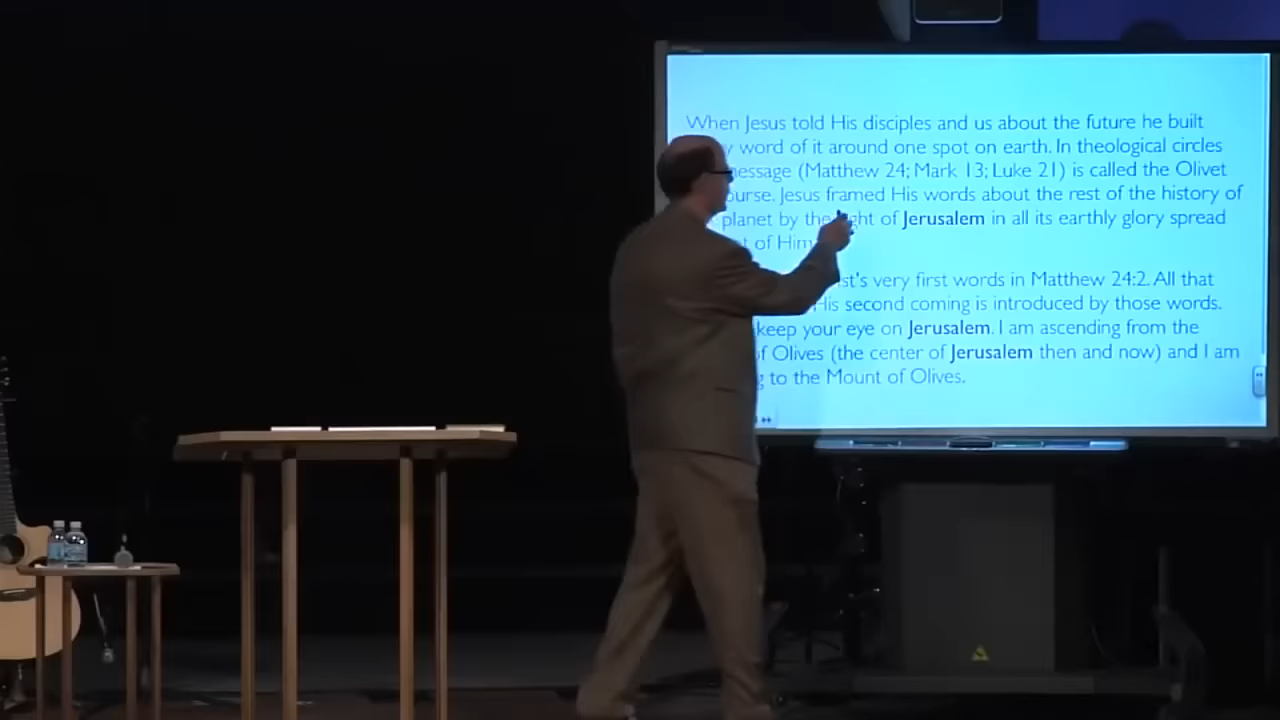 When Jesus told His disciples and us about the future he built
word of it around one spot on earth. In theological circles
(Matthew 24; Mark 13; Luke 21) is called the Olivet
Jesus framed His words about the rest of the history of
planet by the of Jerusalem in all its earthly glory spread
of Him
very first words in Matthew 24:2. All that
His second coming is introduced by those words.
keep your eye on Jerusalem. I am ascending from the
of Olives (the center of Jerusalem then and now) and I am
to the Mount of Olives.